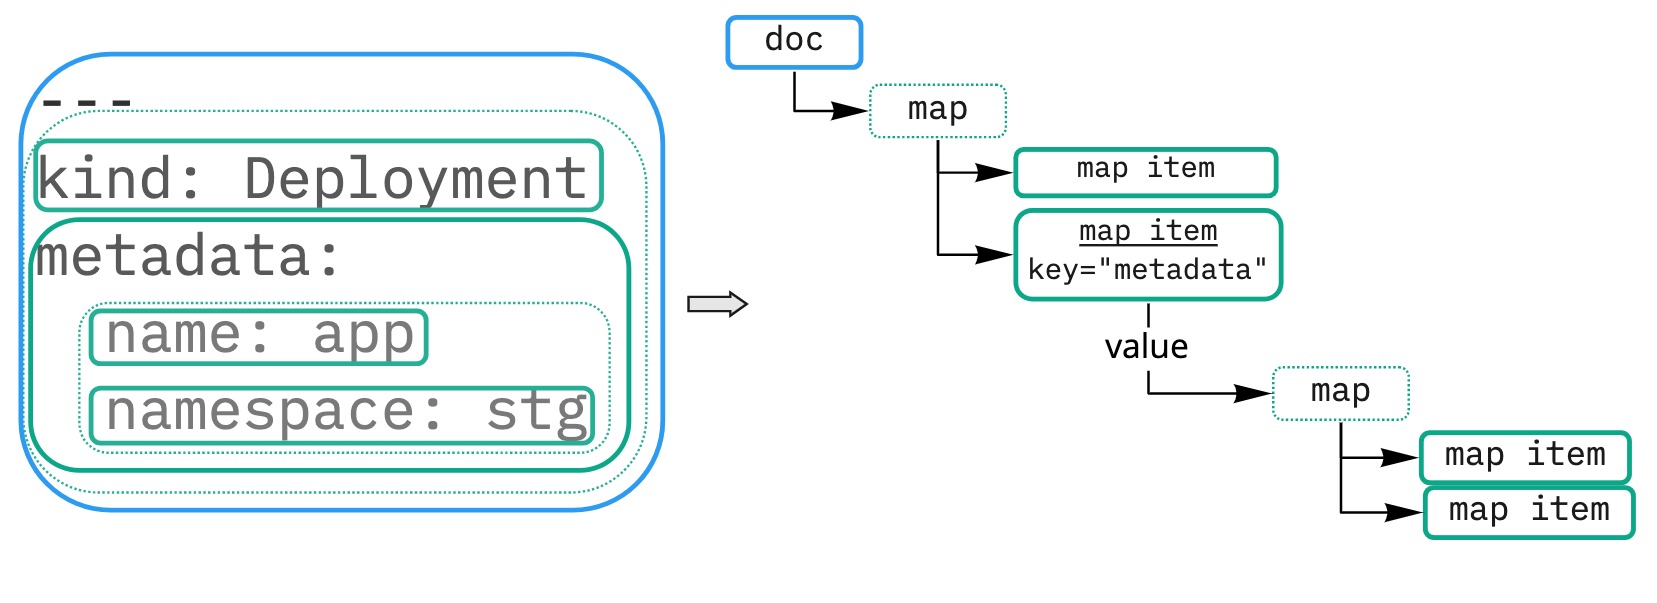 ---
kind: Deployment
metadata:
name: app
namespace: stg
doc
map
map item
map item
key="metadata"
value
map
map item
map item